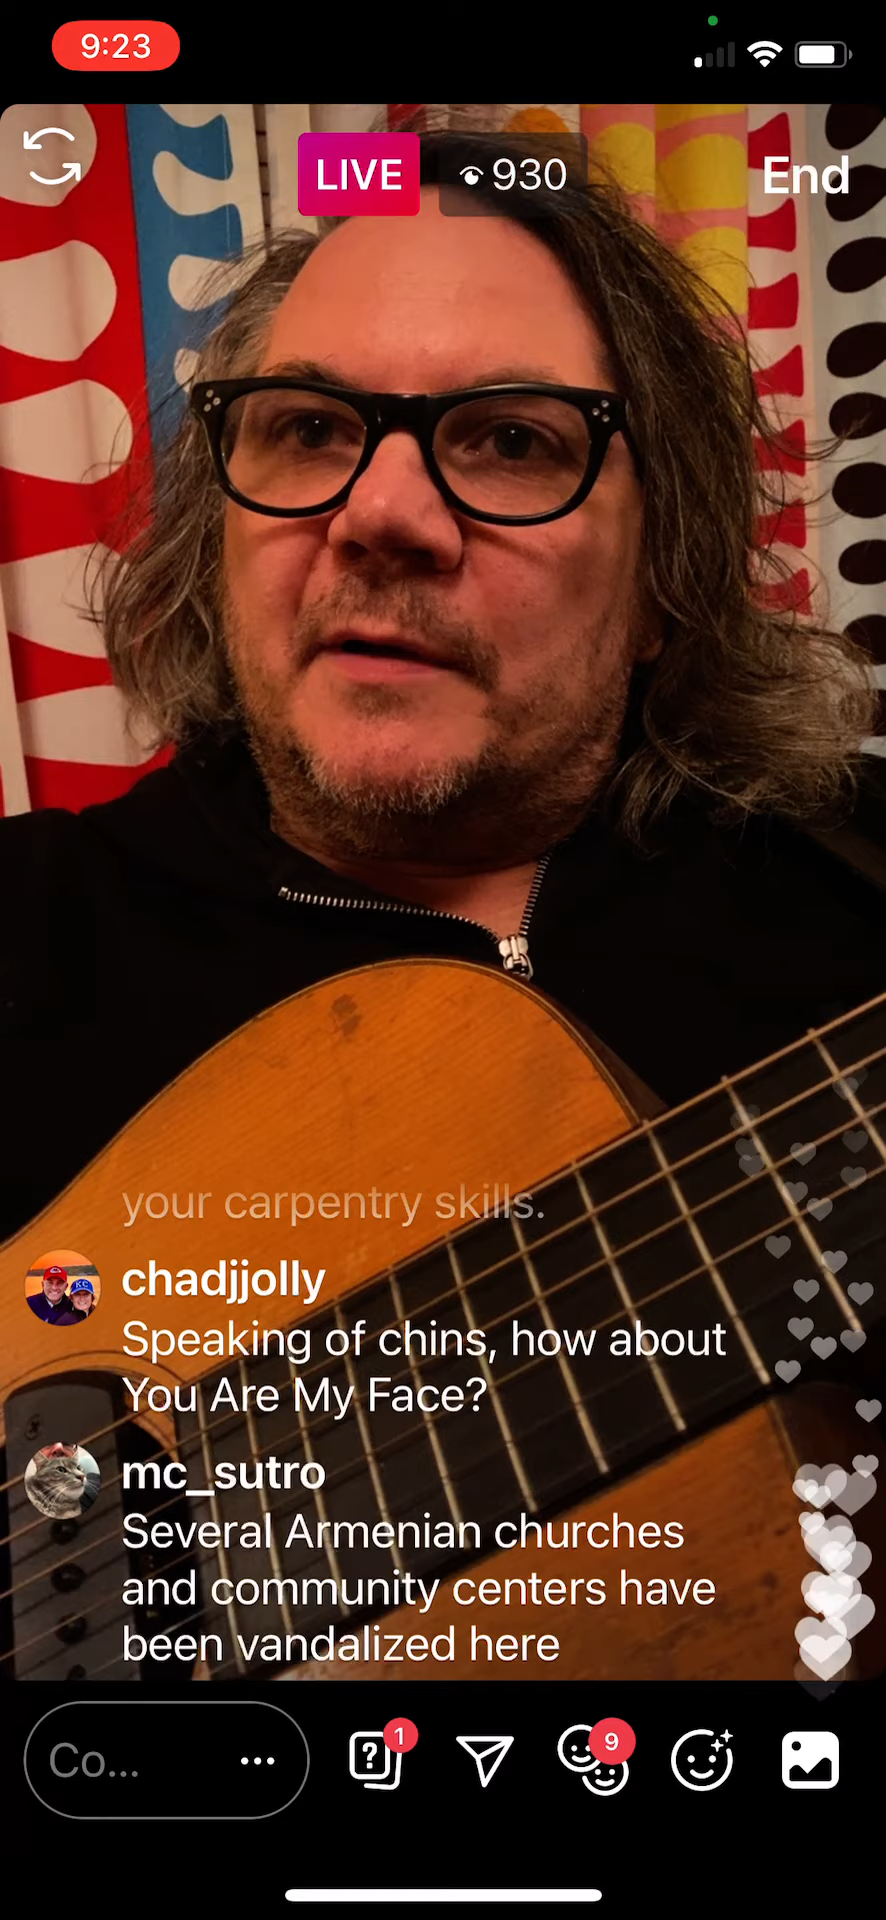 9:23
LIVE
930
End
your carpentry skills.
chadjjolly
Speaking of chins, how about
You Are My Face?
mc_sutro
Several Armenian churches
and community centers have
been vandalized here
Co...
1
9